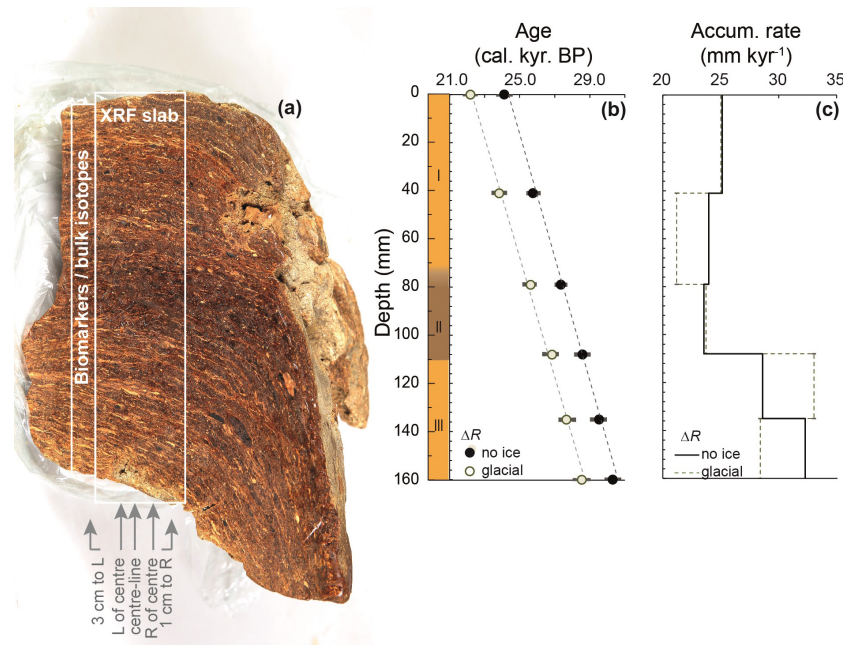 (a)
XRF slab
Biomarkers / bulk isotopes
3 cm to L
L of centre
centre-line
R of centre
1 cm to R
Age
(cal. kyr. BP)
21.0 25.0 29.0
(b)
Depth (mm)
0
20
40
60
80
100
120
140
160
I
II
III
ΔR
no ice
glacial
Accum. rate
(mm kyr⁻¹)
20 25 30 35
(c)
ΔR
no ice
glacial